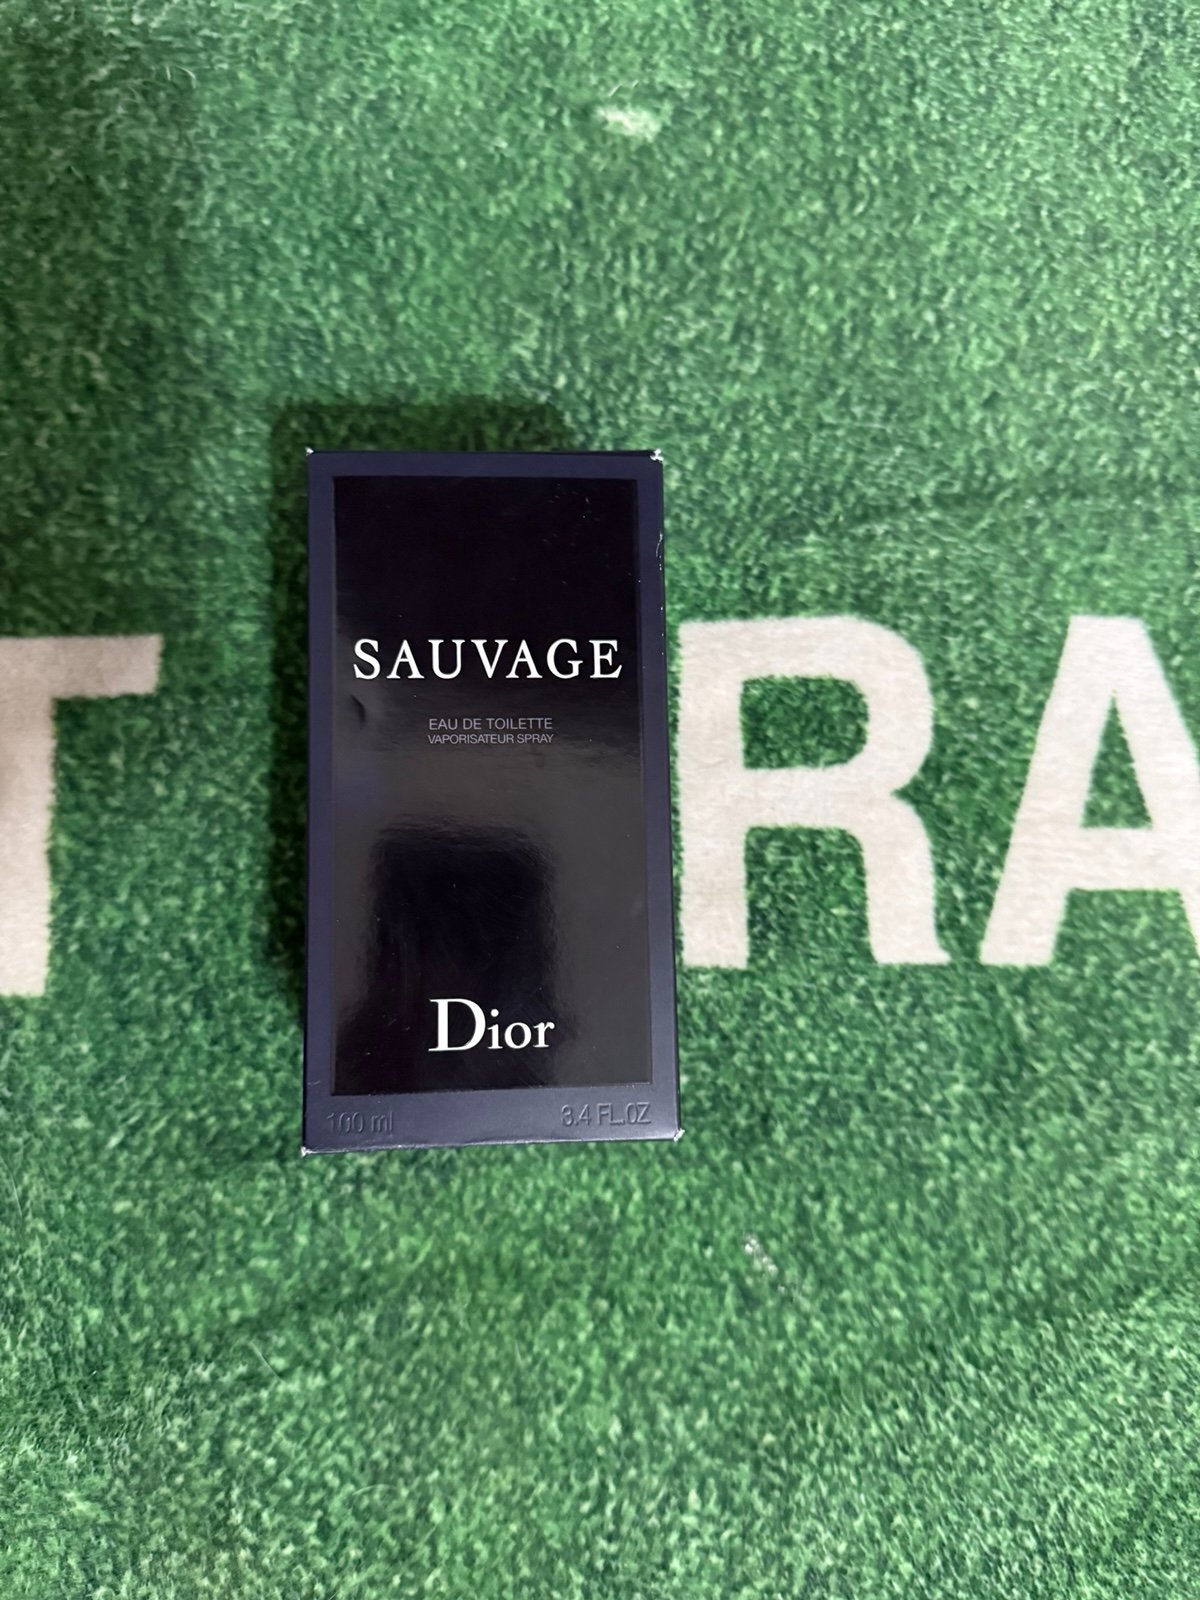 SAUVAGE
EAU DE TOILETTE
VAPORISATEUR SPRAY
T RA
Dior
100 ml 3.4 FL.OZ